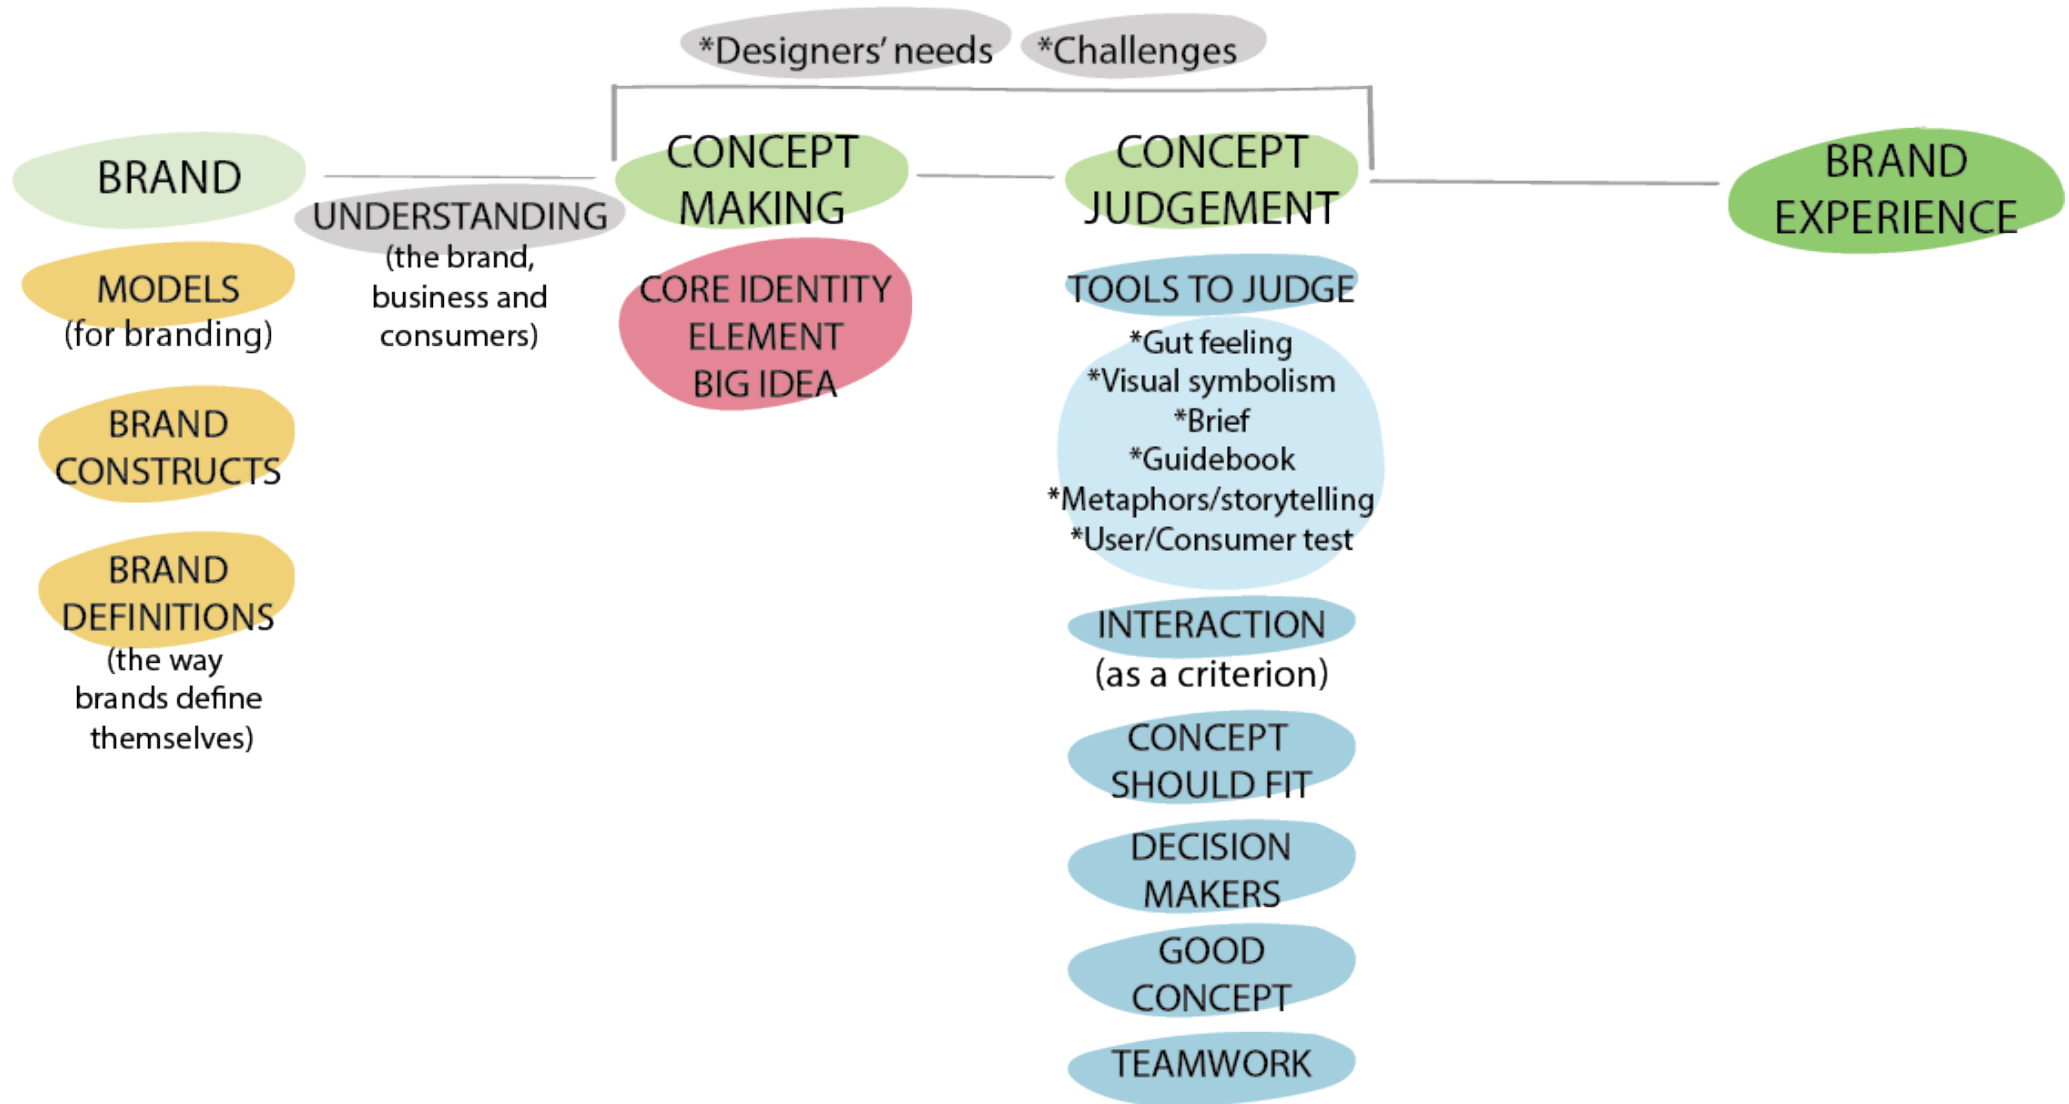 *Designers' needs
*Challenges
BRAND
MODELS
(for branding)
BRAND
CONSTRUCTS
BRAND
DEFINITIONS
(the way
brands define
themselves)
UNDERSTANDING
(the brand,
business and
consumers)
CONCEPT
MAKING
CORE IDENTITY
ELEMENT
BIG IDEA
CONCEPT
JUDGEMENT
TOOLS TO JUDGE
*Gut feeling
*Visual symbolism
*Brief
*Guidebook
*Metaphors/storytelling
*User/Consumer test
INTERACTION
(as a criterion)
CONCEPT
SHOULD FIT
DECISION
MAKERS
GOOD
CONCEPT
TEAMWORK
BRAND
EXPERIENCE